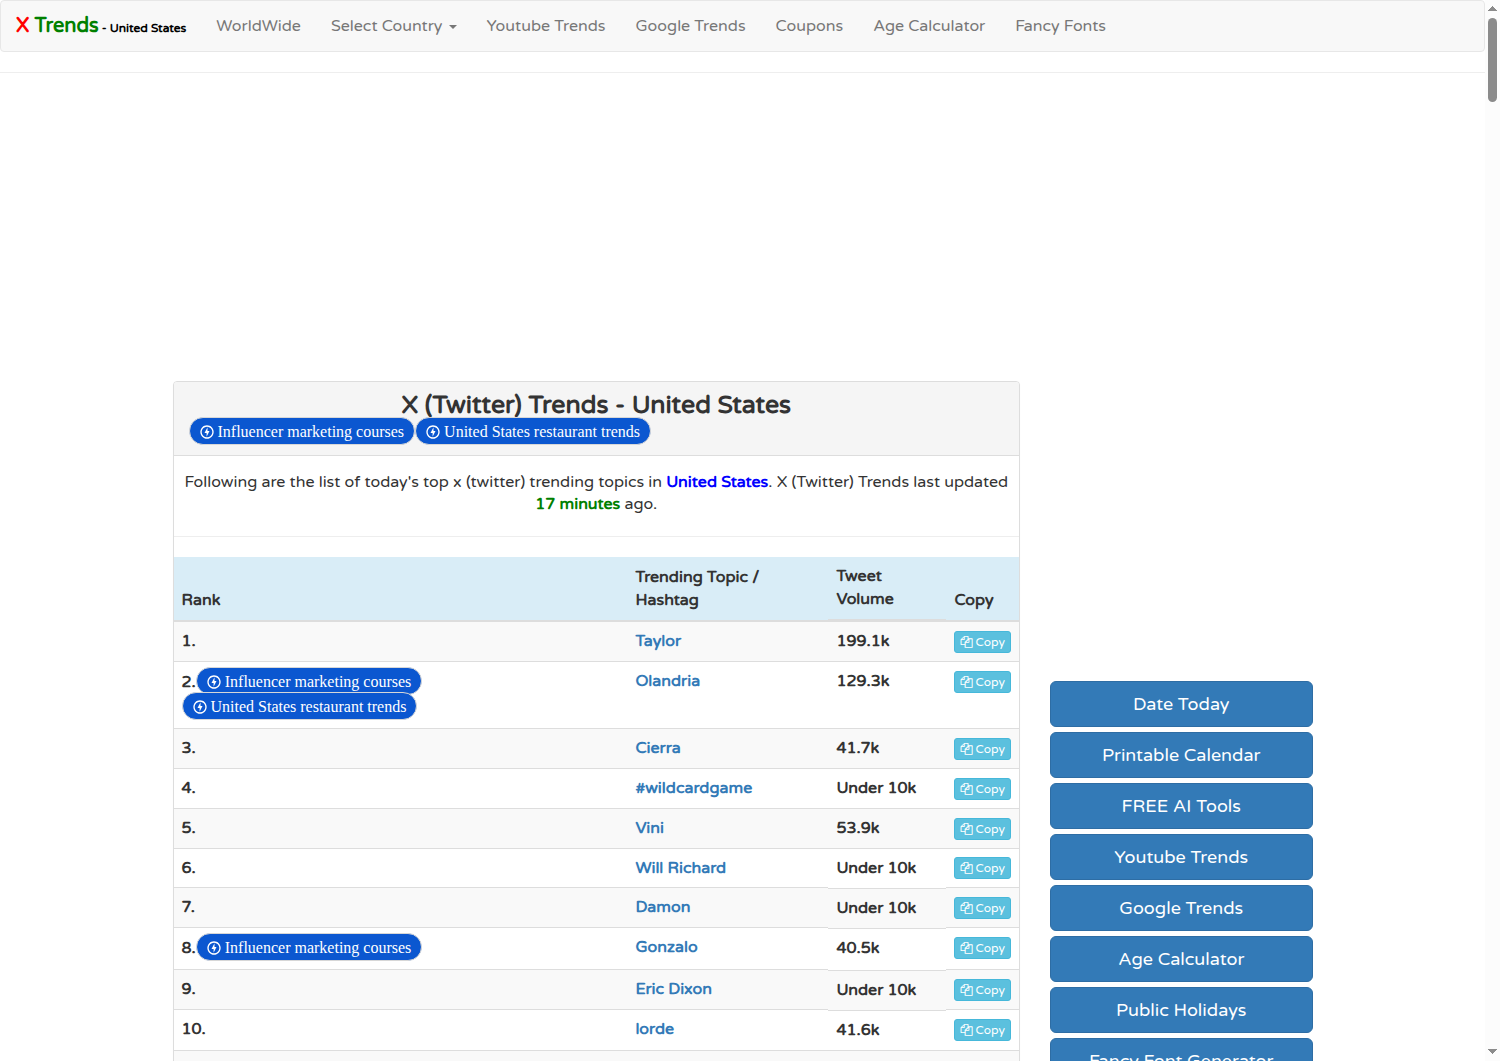 X Trends - United States WorldWide Select Country Youtube Trends Google Trends Coupons Age Calculator Fancy Fonts
X (Twitter) Trends - United States
Influencer marketing courses United States restaurant trends
Following are the list of today's top x (twitter) trending topics in United States. X (Twitter) Trends last updated
17 minutes ago.
Rank Trending Topic / Hashtag Tweet Volume Copy
1. Taylor 199.1k Copy
2. Influencer marketing courses Olandria 129.3k Copy
United States restaurant trends
3. Cierra 41.7k Copy
4. #wildcardgame Under 10k Copy
5. Vini 53.9k Copy
6. Will Richard Under 10k Copy
7. Damon Under 10k Copy
8. Influencer marketing courses Gonzalo 40.5k Copy
9. Eric Dixon Under 10k Copy
10. lorde 41.6k Copy
Date Today
Printable Calendar
FREE AI Tools
Youtube Trends
Google Trends
Age Calculator
Public Holidays
Fancy Font Generator